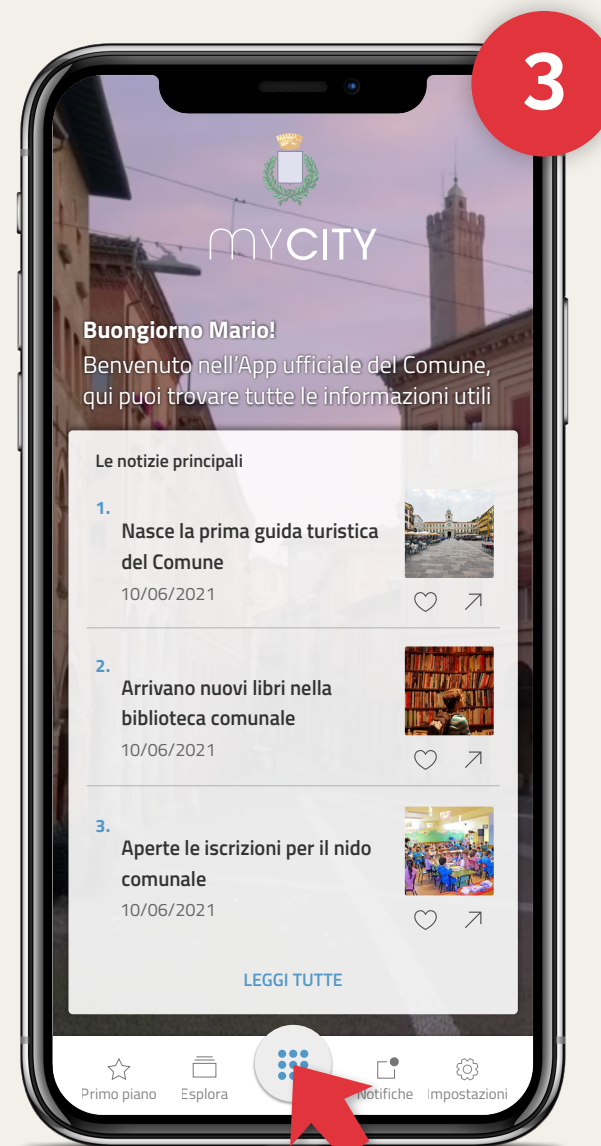 3
MYCITY
Buongiorno Mario!
Benvenuto nell'App ufficiale del Comune,
qui puoi trovare tutte le informazioni utili
Le notizie principali
1.
Nasce la prima guida turistica
del Comune
10/06/2021
2.
Arrivano nuovi libri nella
biblioteca comunale
10/06/2021
3.
Aperte le iscrizioni per il nido
comunale
10/06/2021
LEGGI TUTTE
Primo piano Esplora Notifiche Impostazioni